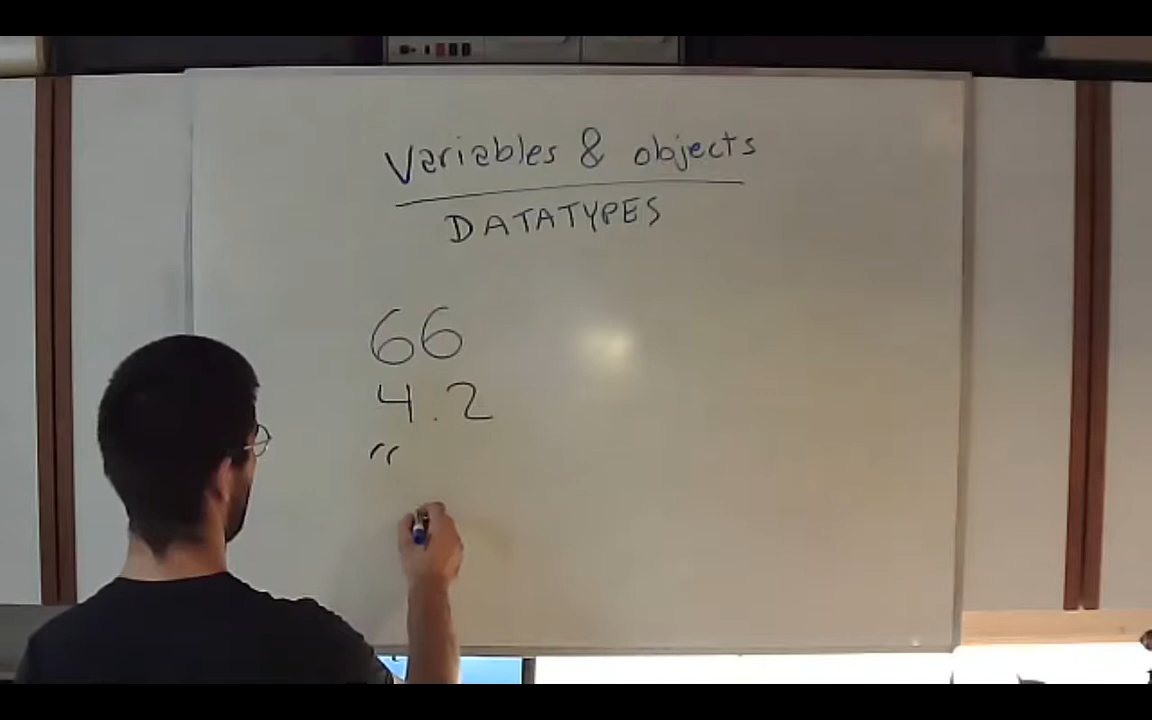 Variables & objects
DATATYPES
66
4.2
“